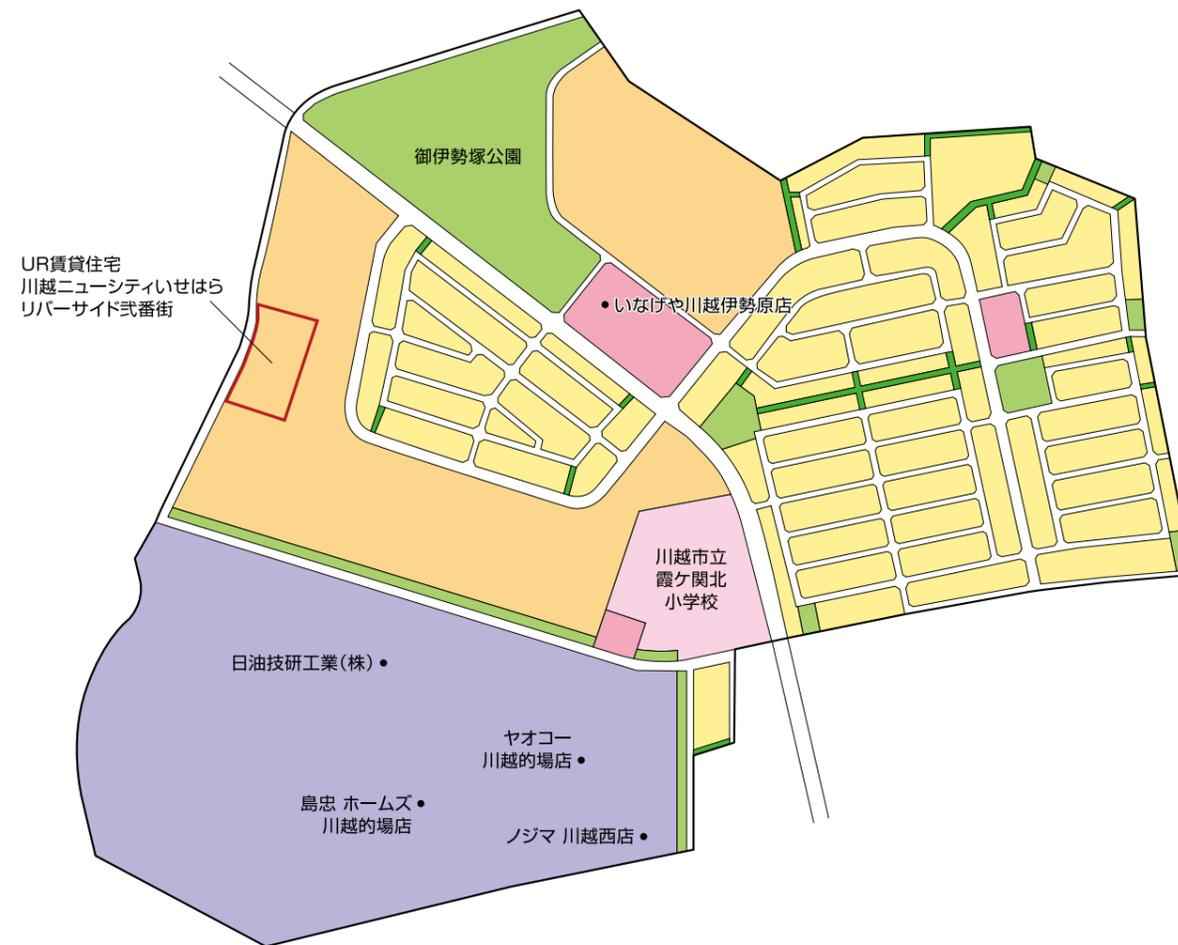 御伊勢塚公園
UR賃貸住宅
川越ニューシティいせはら
リバーサイド弐番街
いなげや川越伊勢原店
川越市立
霞ケ関北
小学校
日油技研工業(株)
ヤオコー
川越的場店
島忠 ホームズ
川越的場店
ノジマ 川越西店